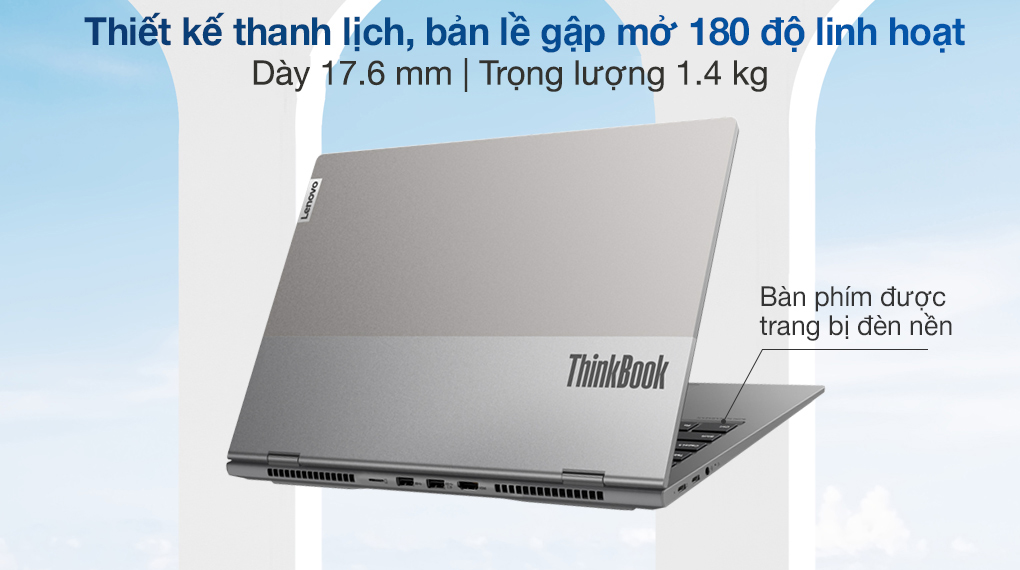 Thiết kế thanh lịch, bản lề gập mở 180 độ linh hoạt
Dày 17.6 mm | Trọng lượng 1.4 kg
Lenovo
Bàn phím được
trang bị đèn nền
ThinkBook